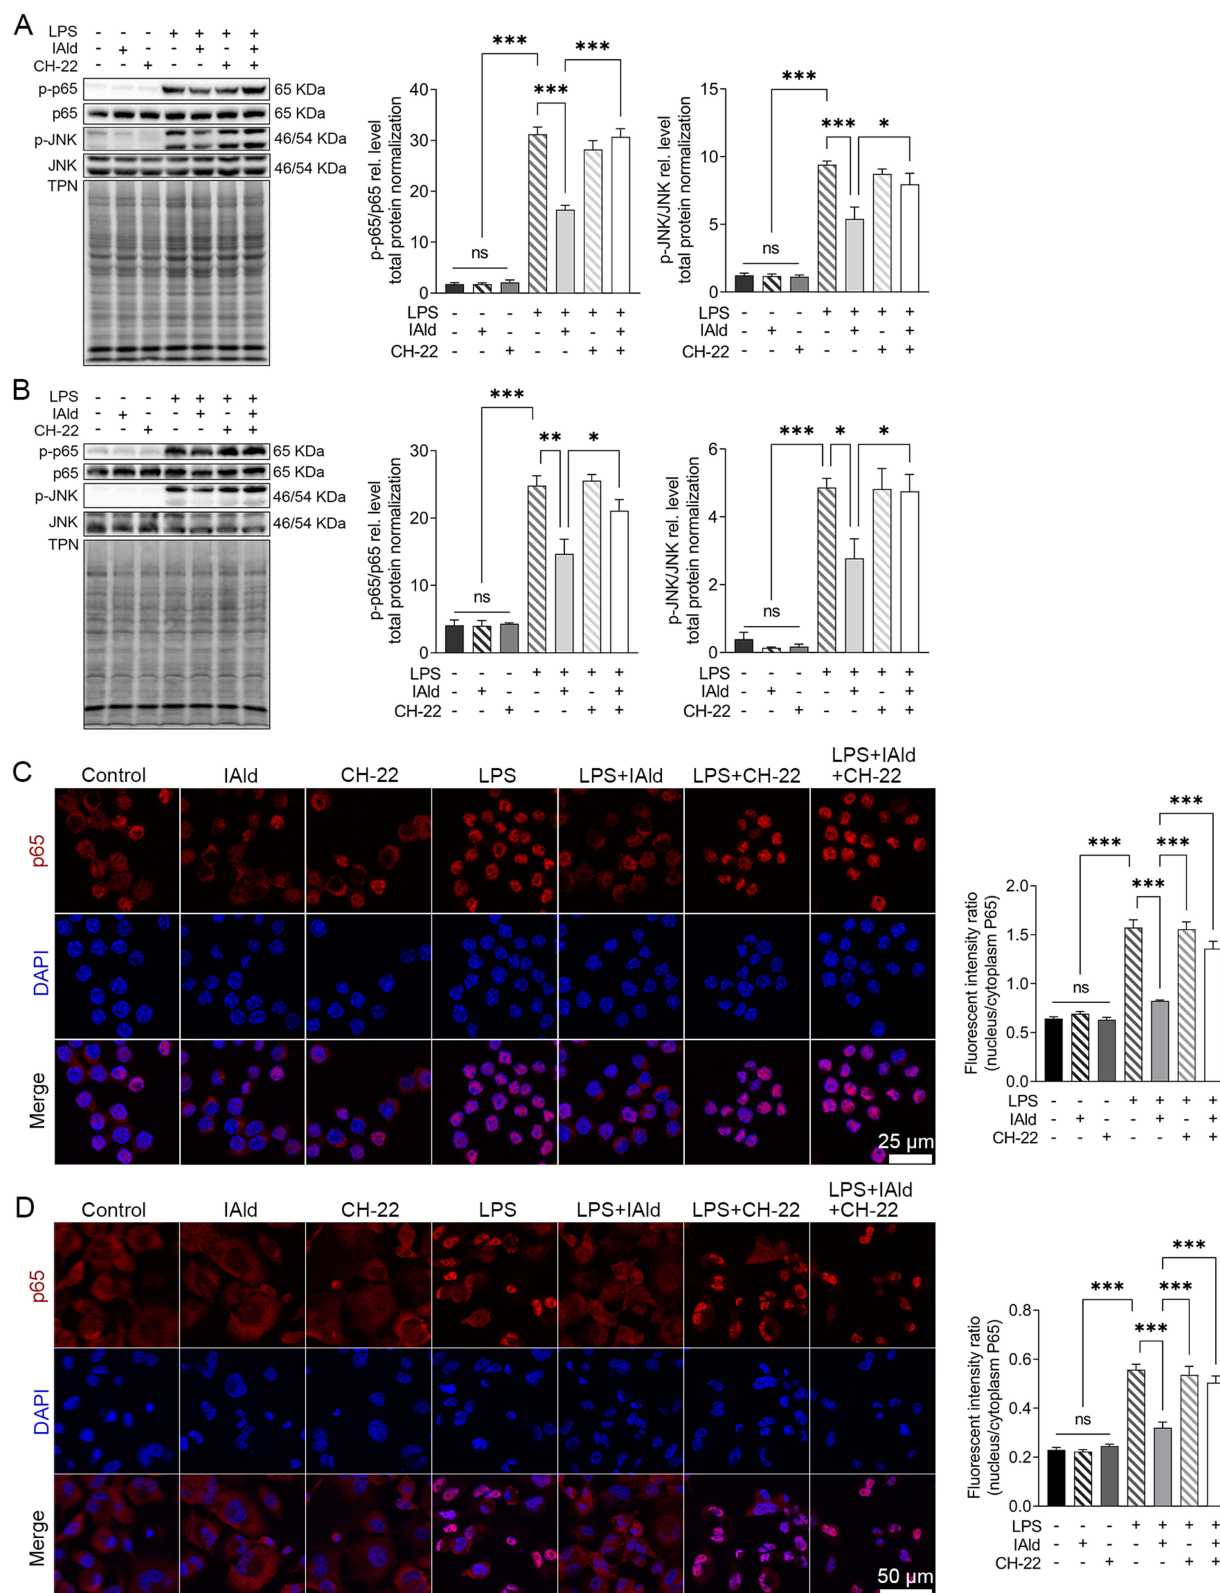 A
LPS - - - + + + +
IAld - + - - + - +
CH-22 - - + - - + +
p-p65 65 KDa
p65 65 KDa
p-JNK 46/54 KDa
JNK 46/54 KDa
TPN
p-p65/p65 rel. level
total protein normalization
40
30
20
10
0
ns
***
***
***
LPS - - - + + + +
IAld - + - - + - +
CH-22 - - + - - + +
p-JNK/JNK rel. level
total protein normalization
15
10
5
0
ns
***
***
*
LPS - - - + + + +
IAld - + - - + - +
CH-22 - - + - - + +
B
LPS - - - + + + +
IAld - + - - + - +
CH-22 - - + - - + +
p-p65 65 KDa
p65 65 KDa
p-JNK 46/54 KDa
JNK 46/54 KDa
TPN
p-p65/p65 rel. level
total protein normalization
30
20
10
0
ns
***
**
*
LPS - - - + + + +
IAld - + - - + - +
CH-22 - - + - - + +
p-JNK/JNK rel. level
total protein normalization
6
4
2
0
ns
***
*
*
LPS - - - + + + +
IAld - + - - + - +
CH-22 - - + - - + +
C
Control IAld CH-22 LPS LPS+IAld LPS+CH-22 LPS+IAld
+CH-22
p65
DAPI
Merge
25 µm
Fluorescent intensity ratio
(nucleus/cytoplasm P65)
2.0
1.5
1.0
0.5
0.0
ns
***
***
***
***
LPS - - - + + + +
IAld - + - - + - +
CH-22 - - + - - + +
D
Control IAld CH-22 LPS LPS+IAld LPS+CH-22 LPS+IAld
+CH-22
p65
DAPI
Merge
50 µm
Fluorescent intensity ratio
(nucleus/cytoplasm P65)
0.8
0.6
0.4
0.2
0.0
ns
***
***
***
***
LPS - - - + + + +
IAld - + - - + - +
CH-22 - - + - - + +